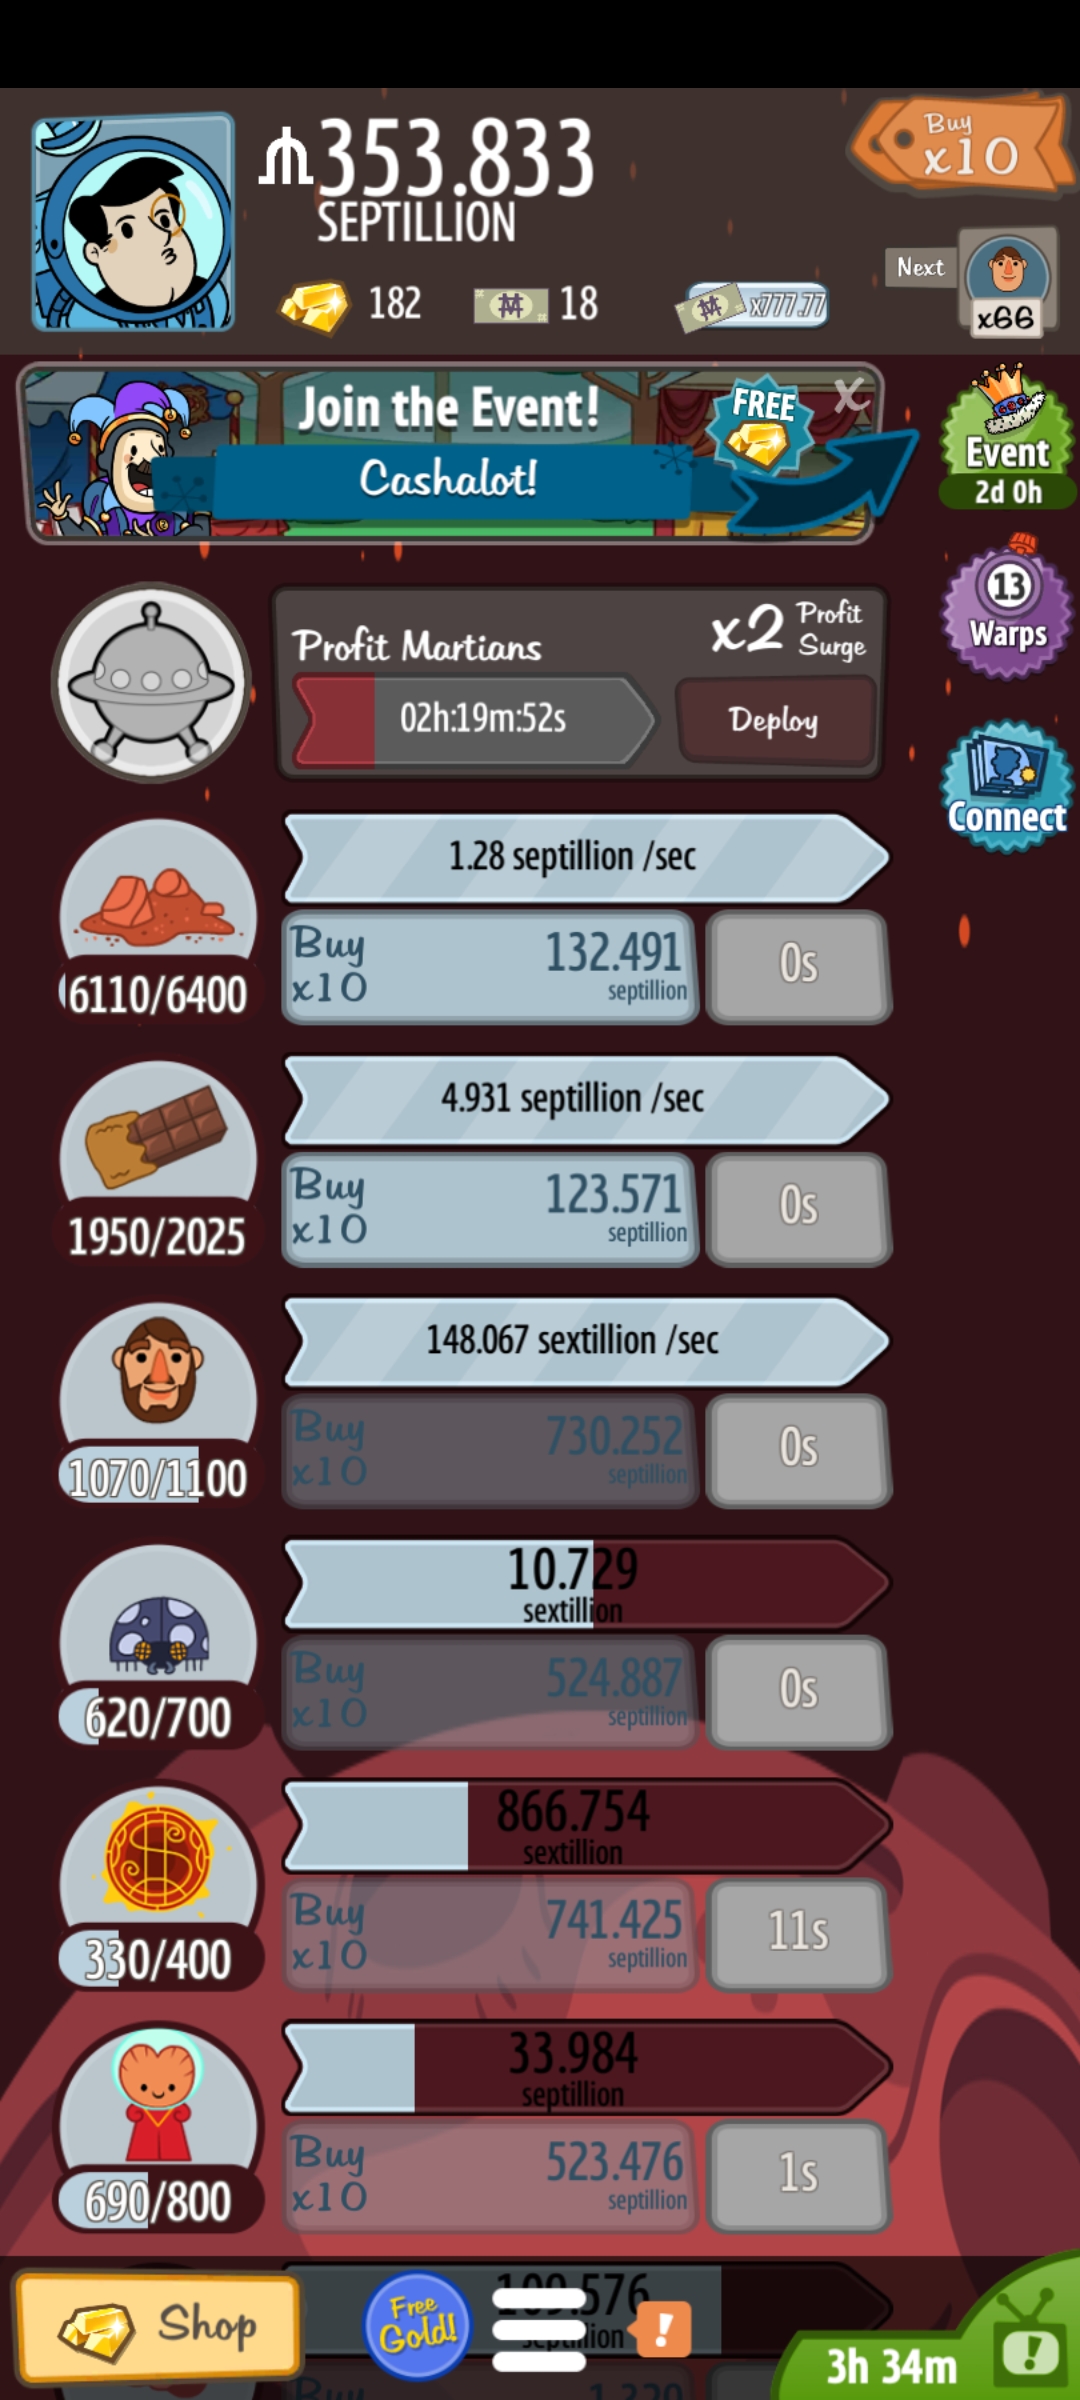 353.833
SEPTILLION
Buy
x10
182
18
x777.77
Next
x66
Join the Event!
FREE
X
Cashalot!
Event
2d 0h
13
Warps
Connect
Profit Martians
x2 Profit
Surge
02h:19m:52s
Deploy
1.28 septillion /sec
Buy
x10
132.491
septillion
0s
6110/6400
4.931 septillion /sec
Buy
x10
123.571
septillion
0s
1950/2025
148.067 sextillion /sec
Buy
x10
730.252
septillion
0s
1070/1100
10.729
sextillion
Buy
x10
524.887
septillion
0s
620/700
866.754
sextillion
Buy
x10
741.425
septillion
11s
330/400
33.984
septillion
Buy
x10
523.476
septillion
1s
690/800
Shop
Free
Gold!
109.576
septillion
!
3h 34m
!
Buy